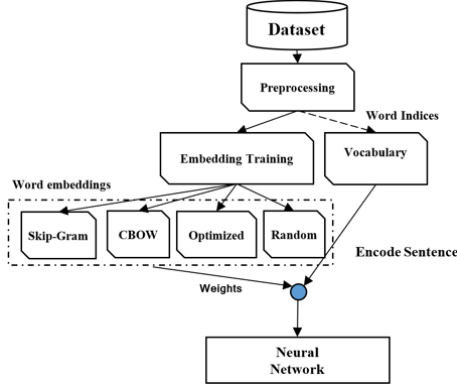 Dataset
Preprocessing
Word Indices
Embedding Training
Vocabulary
Word embeddings
Skip-Gram
CBOW
Optimized
Random
Encode Sentence
Weights
Neural
Network